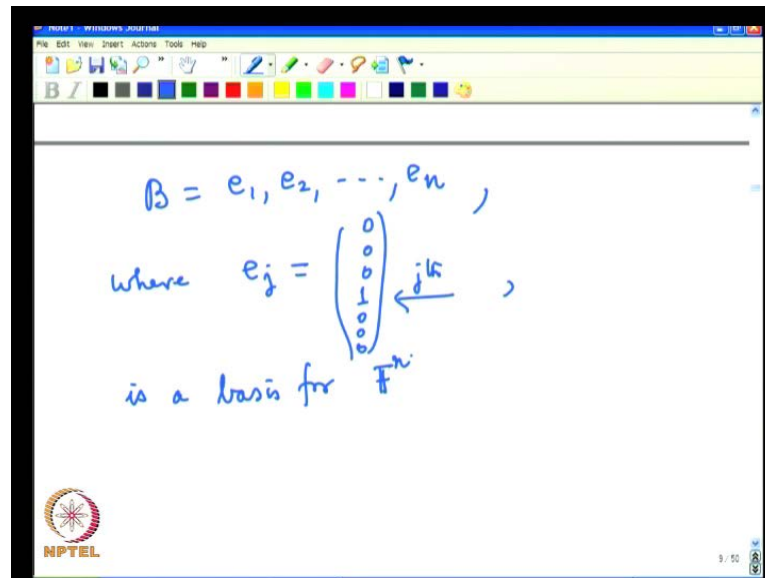 Note1 - Windows Journal
File Edit View Insert Actions Tools Help
B I
B = e₁, e₂, ---, eₙ ,
where eⱼ = (0 0 0 1 0 0 0) ← jth ,
is a basis for 𝔽ⁿ.
NPTEL
9 / 50